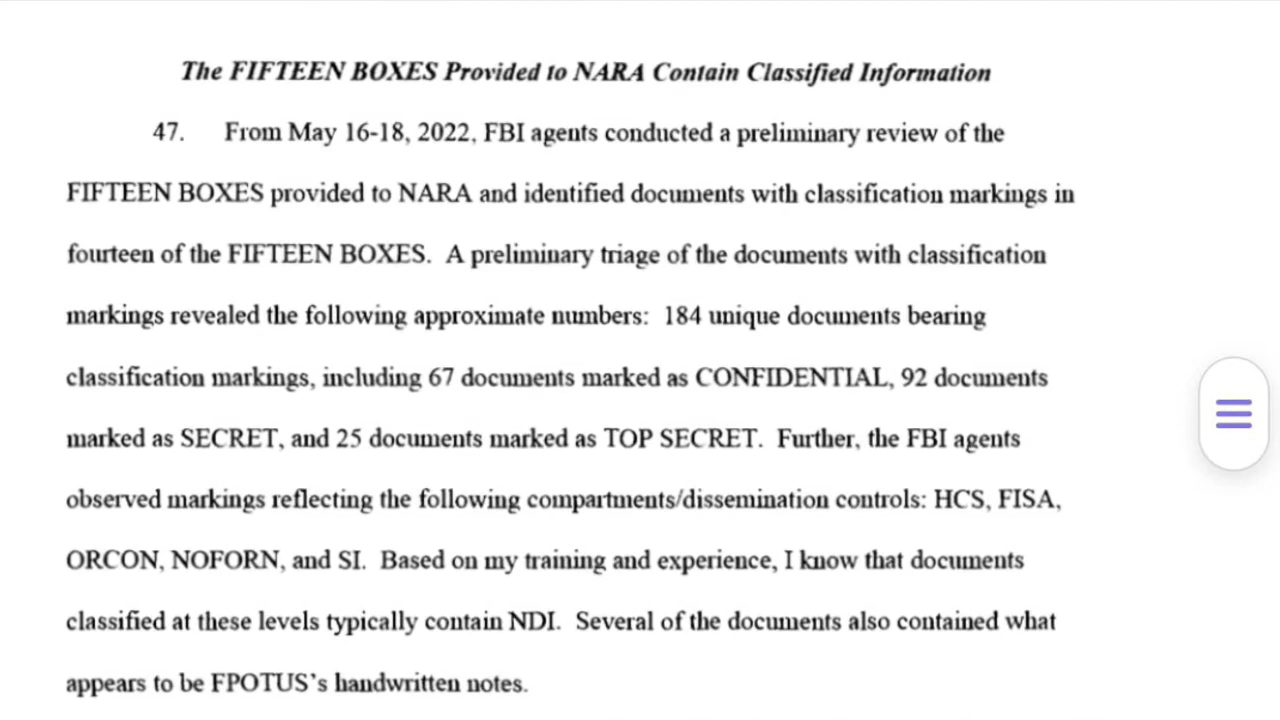 The FIFTEEN BOXES Provided to NARA Contain Classified Information
47. From May 16-18, 2022, FBI agents conducted a preliminary review of the
FIFTEEN BOXES provided to NARA and identified documents with classification markings in
fourteen of the FIFTEEN BOXES. A preliminary triage of the documents with classification
markings revealed the following approximate numbers: 184 unique documents bearing
classification markings, including 67 documents marked as CONFIDENTIAL, 92 documents
marked as SECRET, and 25 documents marked as TOP SECRET. Further, the FBI agents
observed markings reflecting the following compartments/dissemination controls: HCS, FISA,
ORCON, NOFORN, and SI. Based on my training and experience, I know that documents
classified at these levels typically contain NDI. Several of the documents also contained what
appears to be FPOTUS's handwritten notes.